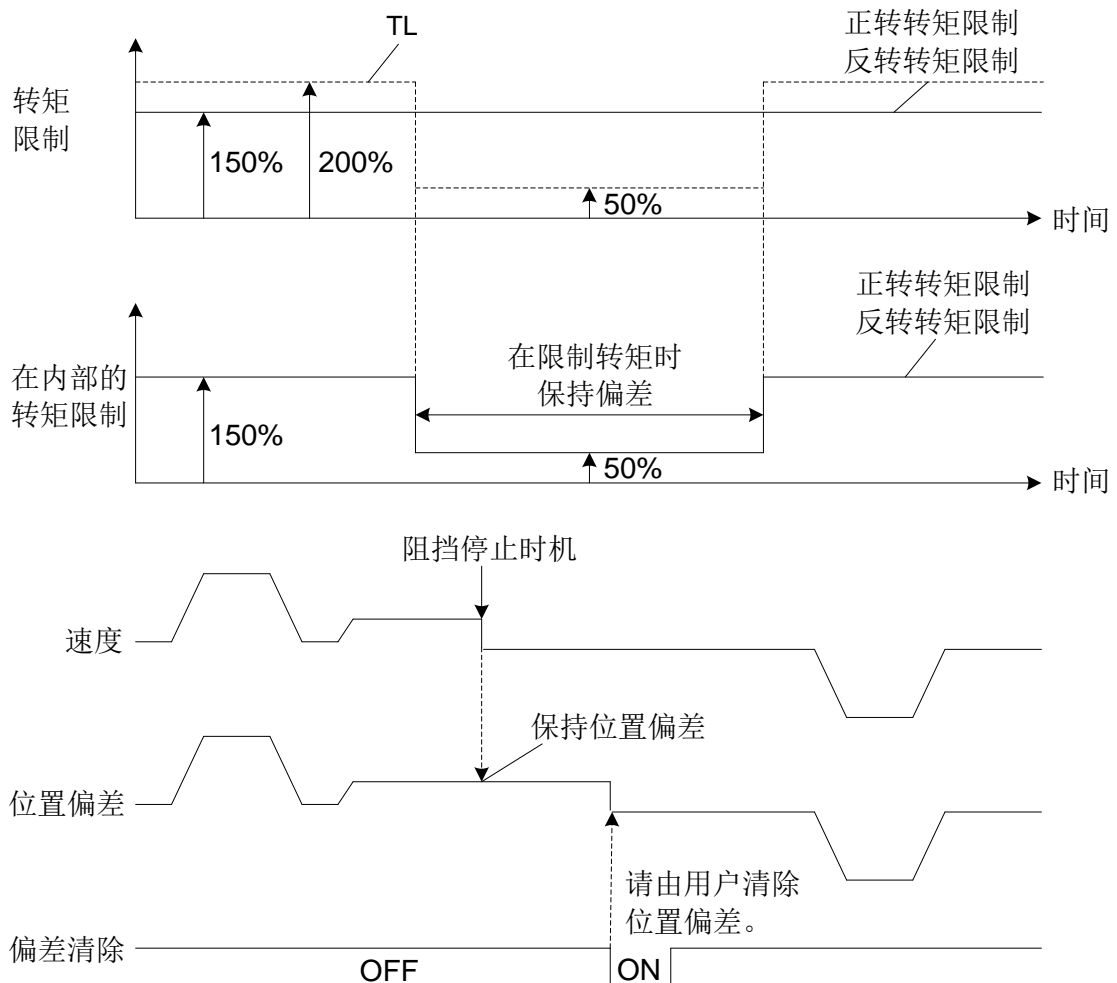 TL
正转转矩限制
反转转矩限制
转矩
限制
150%
200%
50%
时间
正转转矩限制
反转转矩限制
在限制转矩时
保持偏差
在内部的
转矩限制
150%
50%
时间
阻挡停止时机
速度
保持位置偏差
位置偏差
请由用户清除
位置偏差。
偏差清除
OFF
ON